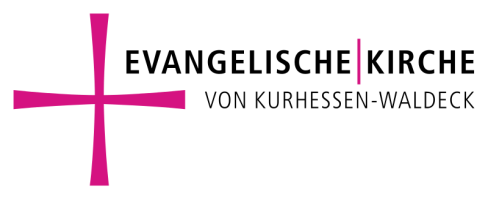 EVANGELISCHE|KIRCHE
VON KURHESSEN-WALDECK